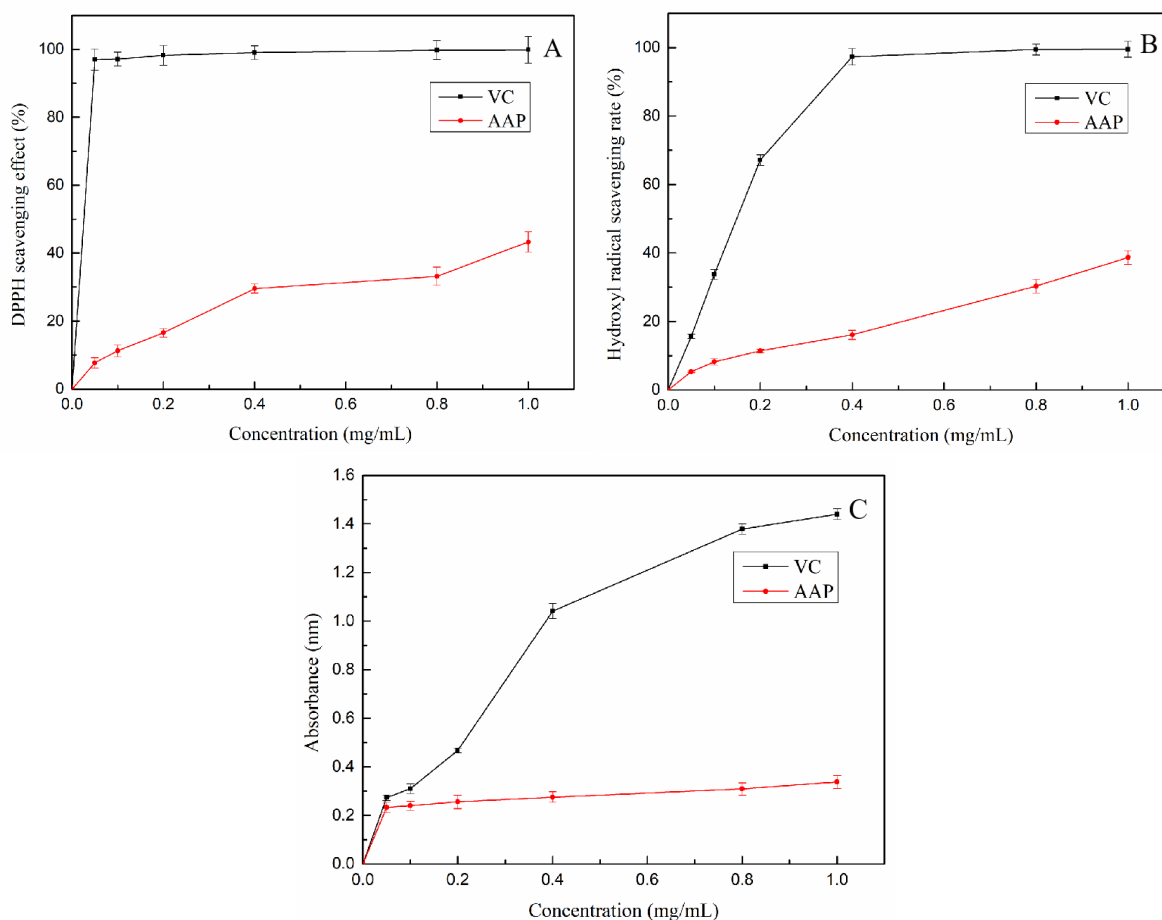 A
VC
AAP
DPPH scavenging effect (%)
100
80
60
40
20
0
0.0 0.2 0.4 0.6 0.8 1.0
Concentration (mg/mL)
B
VC
AAP
Hydroxyl radical scavenging rate (%)
100
80
60
40
20
0
0.0 0.2 0.4 0.6 0.8 1.0
Concentration (mg/mL)
C
VC
AAP
Absorbance (nm)
1.6
1.4
1.2
1.0
0.8
0.6
0.4
0.2
0.0
0.0 0.2 0.4 0.6 0.8 1.0
Concentration (mg/mL)